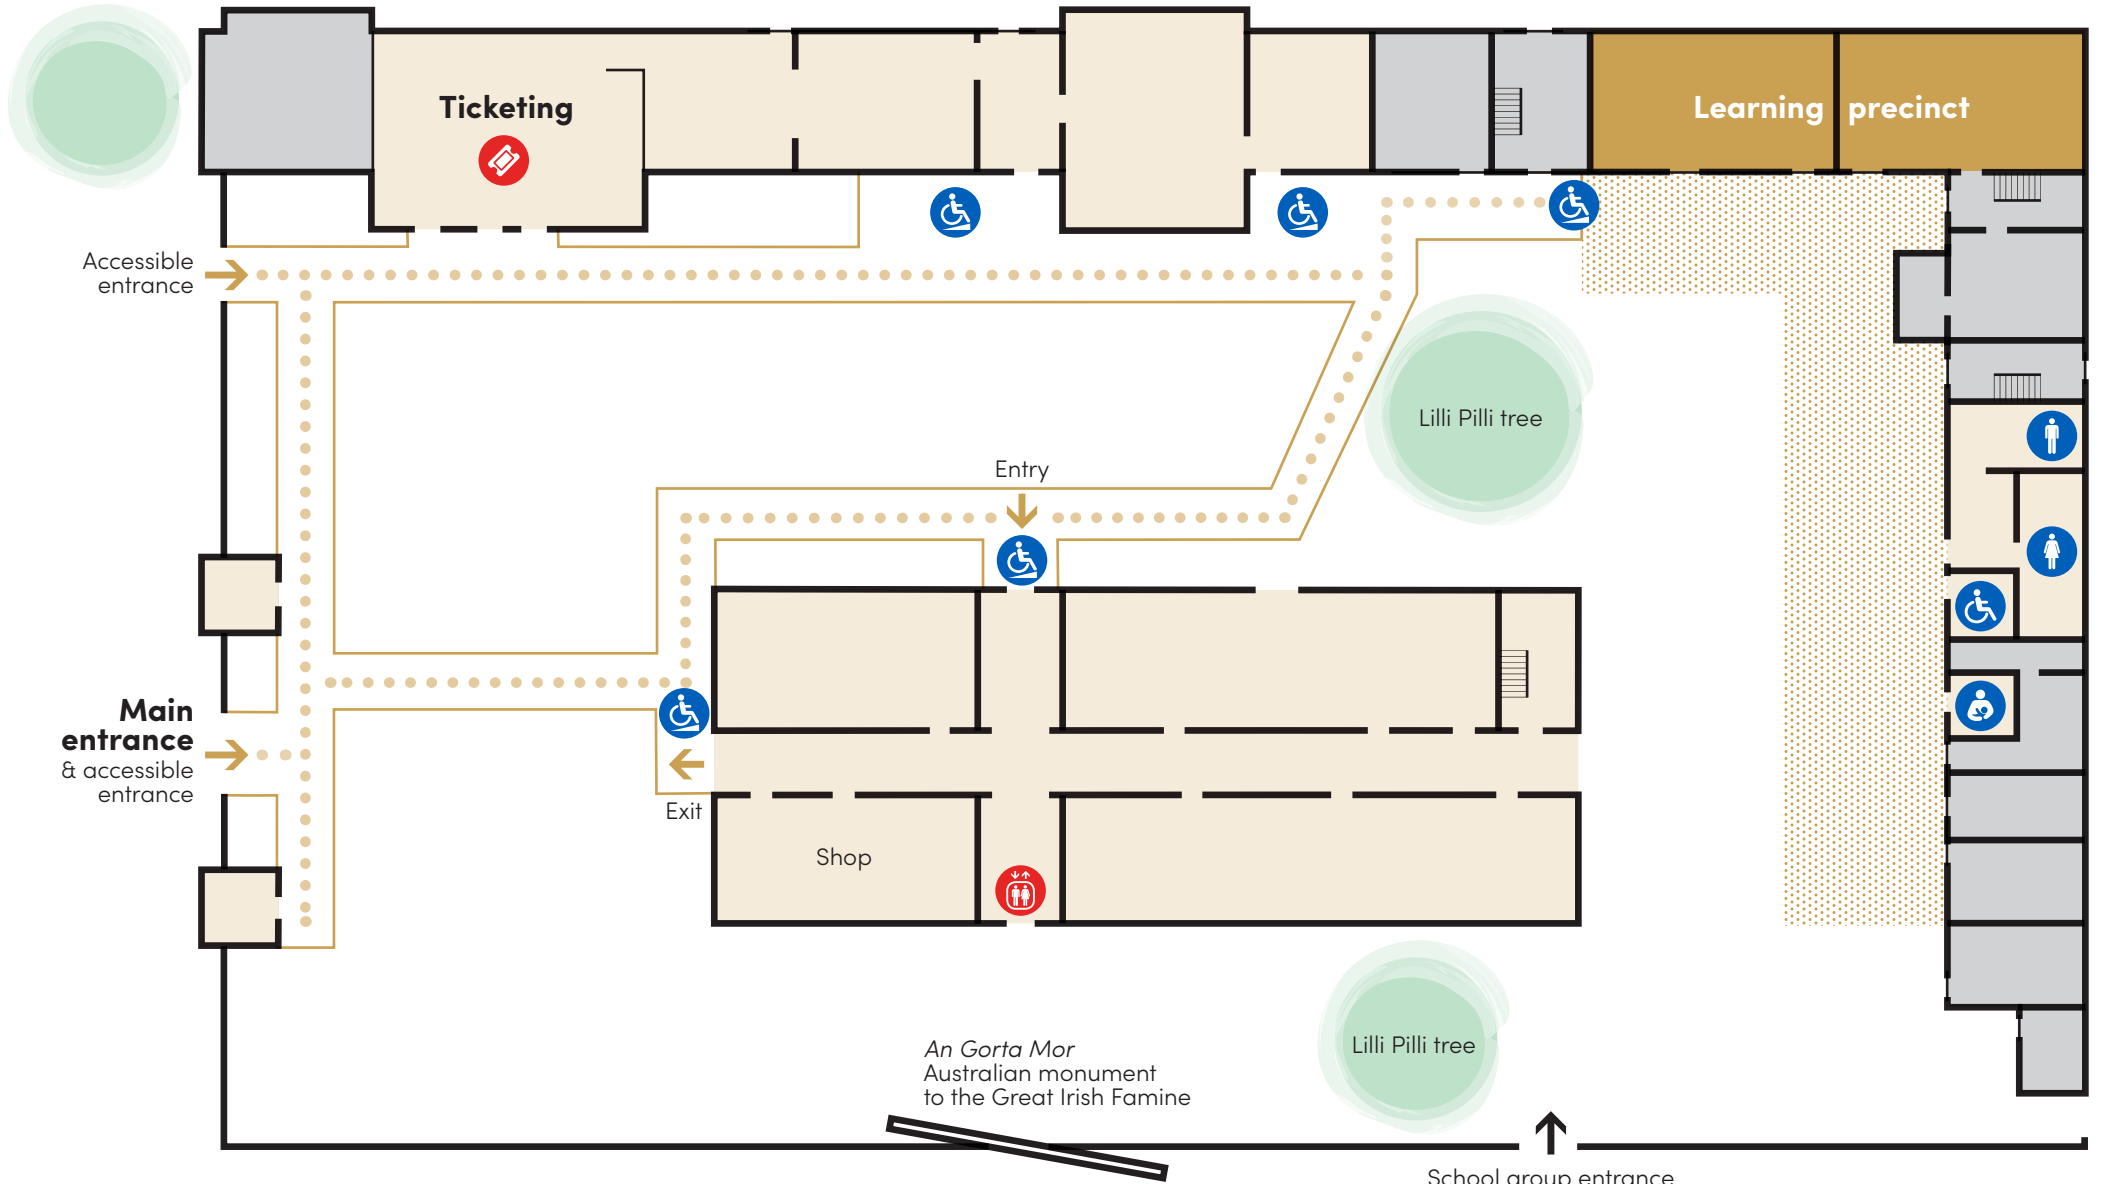 Ticketing
Learning precinct
Accessible
entrance
Lilli Pilli tree
Entry
Main
entrance
& accessible
entrance
Exit
Shop
An Gorta Mor
Australian monument
to the Great Irish Famine
Lilli Pilli tree
School group entrance